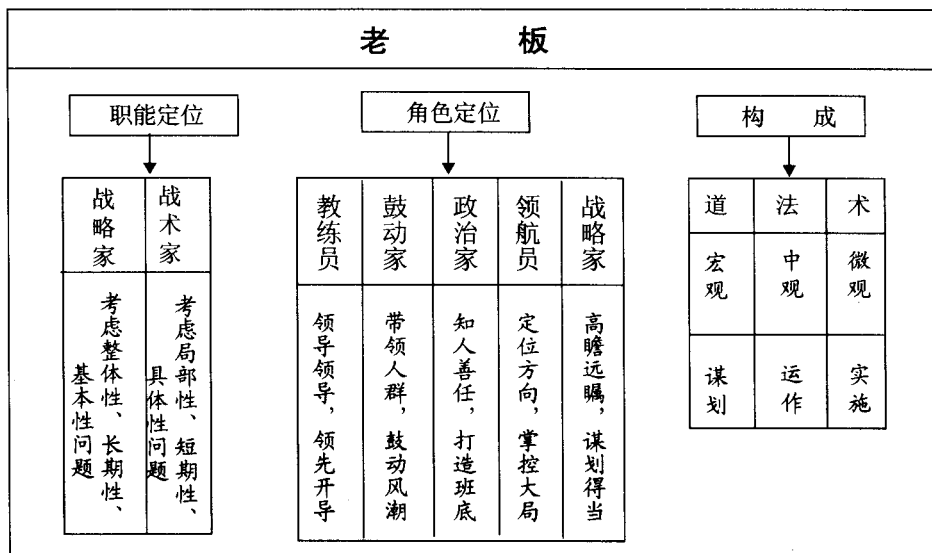 老 板
职能定位
战略家
战术家
考虑整体性、长期性、
基本性问题
考虑局部性、短期性、
具体性问题
角色定位
教练员
鼓动家
政治家
领航员
战略家
领导领导，领先开导
带领人群，鼓动风潮
知人善任，打造班底
定位方向，掌控大局
高瞻远瞩，谋划得当
构 成
道
法
术
宏观
中观
微观
谋划
运作
实施